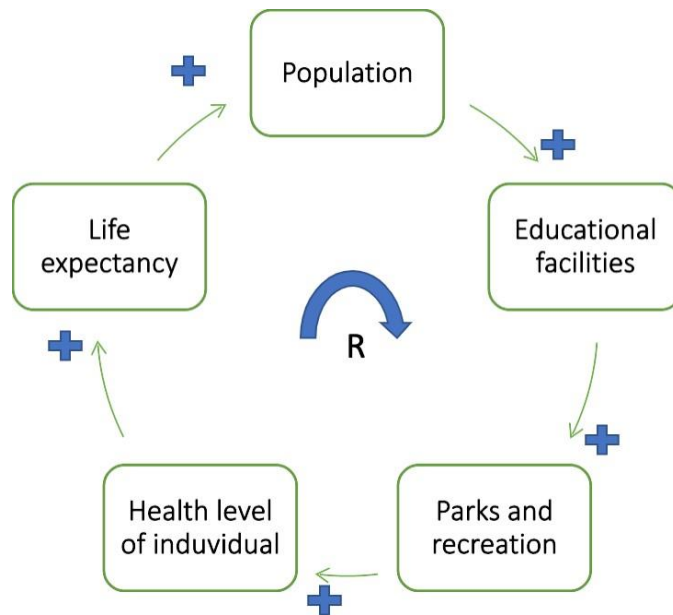 Population
Educational
facilities
Parks and
recreation
Health level
of induvidual
Life
expectancy
R